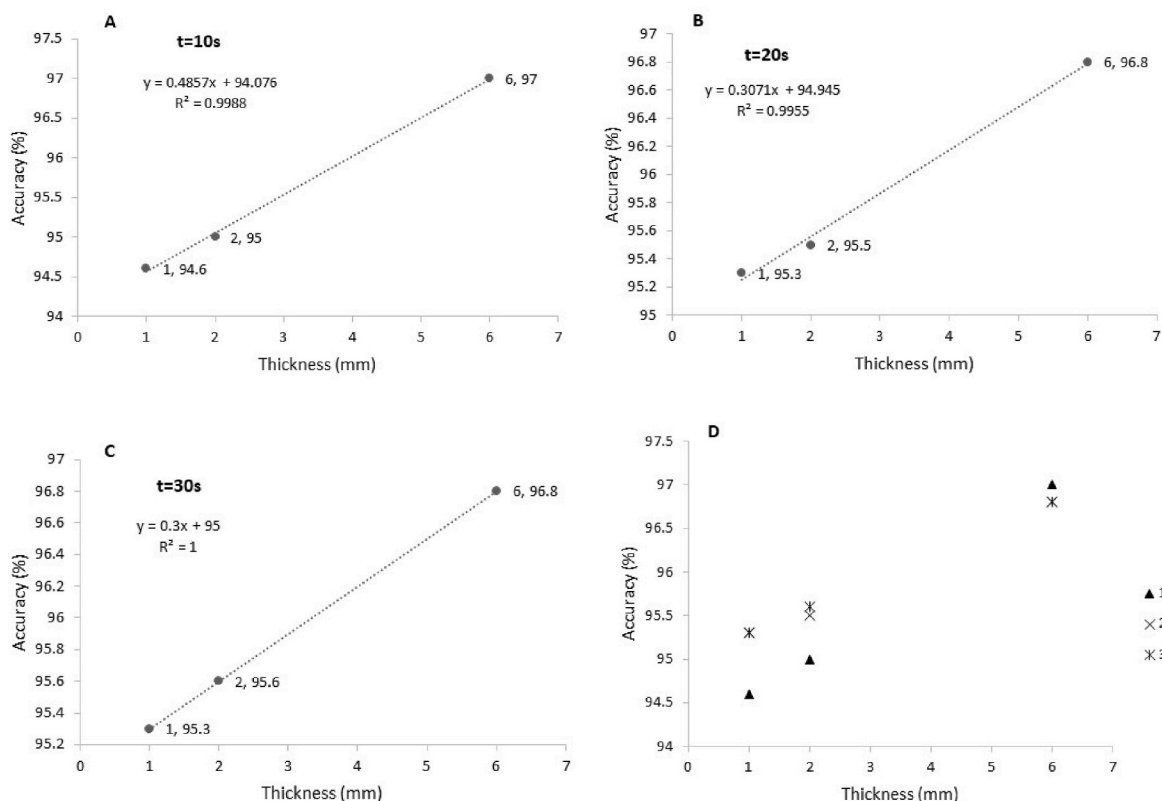 A
t=10s
y = 0.4857x + 94.076
R² = 0.9988
97.5
97
96.5
96
95.5
95
94.5
94
Accuracy (%)
6, 97
2, 95
1, 94.6
0 1 2 3 4 5 6 7
Thickness (mm)
B
t=20s
y = 0.3071x + 94.945
R² = 0.9955
97
96.8
96.6
96.4
96.2
96
95.8
95.6
95.4
95.2
95
Accuracy (%)
6, 96.8
2, 95.5
1, 95.3
0 1 2 3 4 5 6 7
Thickness (mm)
C
t=30s
y = 0.3x + 95
R² = 1
97
96.8
96.6
96.4
96.2
96
95.8
95.6
95.4
95.2
Accuracy (%)
6, 96.8
2, 95.6
1, 95.3
0 1 2 3 4 5 6 7
Thickness (mm)
D
97.5
97
96.5
96
95.5
95
94.5
94
Accuracy (%)
0 1 2 3 4 5 6 7
Thickness (mm)
1
2
3